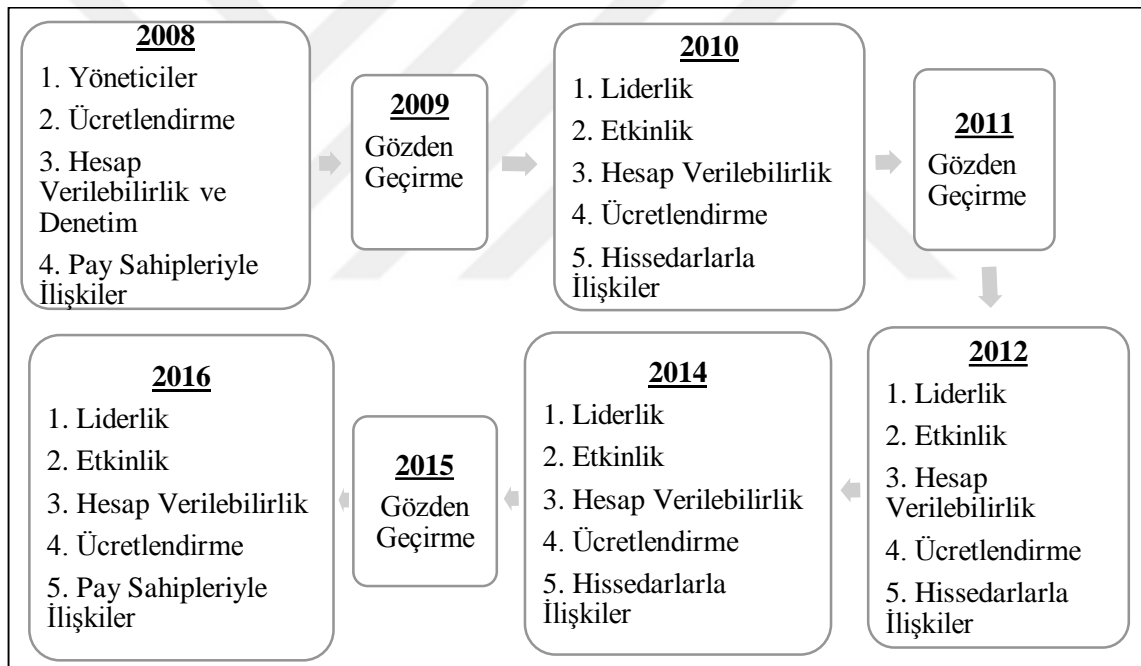 2008
1. Yöneticiler
2. Ücretlendirme
3. Hesap
Verilebilirlik ve
Denetim
4. Pay Sahipleriyle
İlişkiler
2009
Gözden
Geçirme
2010
1. Liderlik
2. Etkinlik
3. Hesap Verilebilirlik
4. Ücretlendirme
5. Hissedarlarla
İlişkiler
2011
Gözden
Geçirme
2012
1. Liderlik
2. Etkinlik
3. Hesap
Verilebilirlik
4. Ücretlendirme
5. Hissedarlarla
İlişkiler
2014
1. Liderlik
2. Etkinlik
3. Hesap Verilebilirlik
4. Ücretlendirme
5. Hissedarlarla
İlişkiler
2015
Gözden
Geçirme
2016
1. Liderlik
2. Etkinlik
3. Hesap Verilebilirlik
4. Ücretlendirme
5. Pay Sahipleriyle
İlişkiler